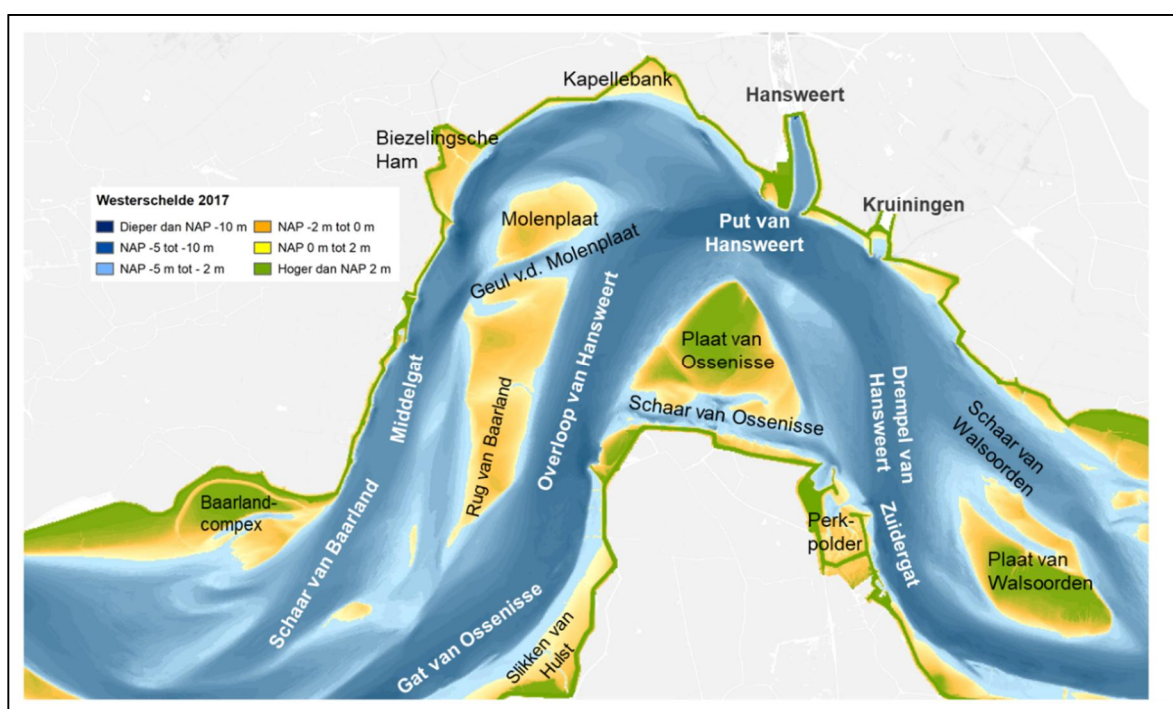 Kapellebank
Hansweert
Biezelingsche
Ham
Westerschelde 2017
Dieper dan NAP -10 m
NAP -5 tot -10 m
NAP -5 m tot - 2 m
NAP -2 m tot 0 m
NAP 0 m tot 2 m
Hoger dan NAP 2 m
Molenplaat
Kruiningen
Put van
Hansweert
Geul v.d. Molenplaat
Middelgat
Overloop van Hansweert
Plaat van
Ossenisse
Schaar van Ossenisse
Drempel van
Hansweert
Schaar van
Walsoorden
Rug van Baarland
Baarland-
compex
Schaar van Baarland
Perk-
polder
Zuidergat
Plaat van
Walsoorden
Gat van Ossenisse
Slikken van
Hulst